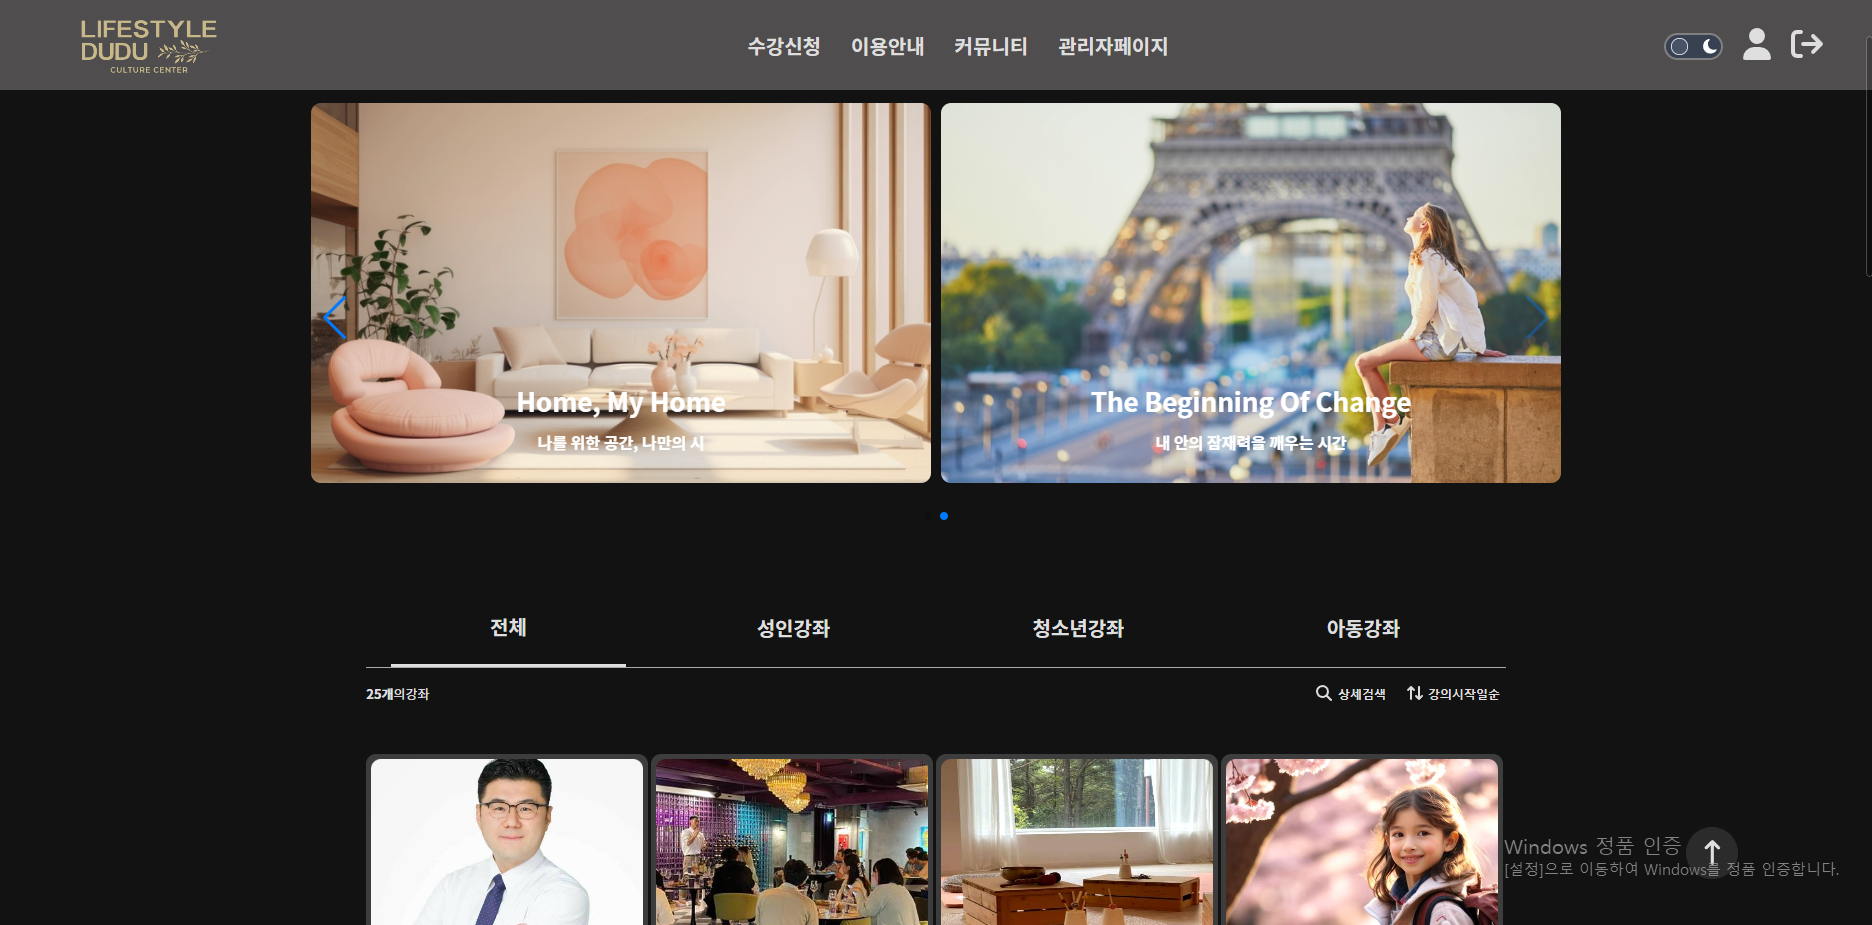 LIFESTYLE
DUDU
CULTURE CENTER
수강신청 이용안내 커뮤니티 관리자페이지
Home, My Home
나를 위한 공간, 나만의 시
The Beginning Of Change
내 안의 잠재력을 깨우는 시간
전체 성인강좌 청소년강좌 아동강좌
25개의강좌
상세검색 강의시작일순
Windows 정품 인증
[설정]으로 이동하여 Windows를 정품 인증합니다.